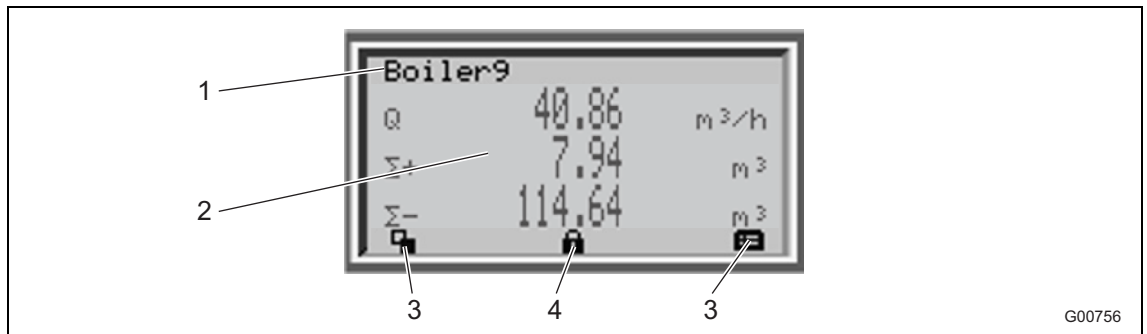 1
Boiler9
Q 40.86 m³/h
Σ+ 7.94 m³
2
Σ- 114.64 m³
3 4 3
G00756